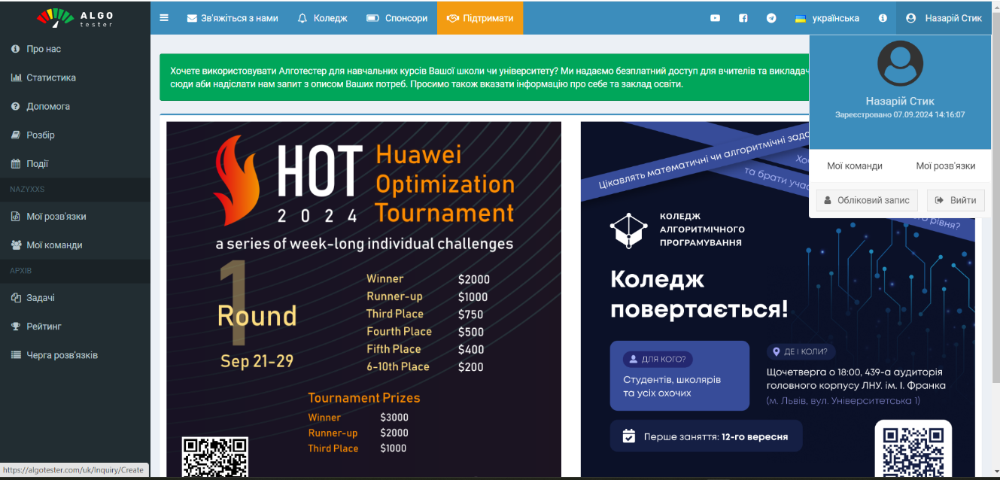 ALGO
tester
Зв'яжіться з нами
Коледж
Спонсори
Підтримати
українська
Назарій Стик
Про нас
Статистика
Допомога
Розбір
Події
NAZYXXS
Мої розв'язки
Мої команди
АРХІВ
Задачі
Рейтинг
Черга розв'язків
https://algotester.com/uk/Inquiry/Create
Хочете використовувати Алготестер для навчальних курсів Вашої школи чи університету? Ми надаємо безплатний доступ для вчителів та виклада
сюди аби надіслати нам запит з описом Ваших потреб. Просимо також вказати інформацію про себе та заклад освіти.
Назарій Стик
Зареєстровано 07.09.2024 14:16:07
Мої команди
Мої розв'язки
Обліковий запис
Вийти
HOT
2024
Huawei
Optimization
Tournament
a series of week-long individual challenges
1
Round
Sep 21-29
Winner $2000
Runner-up $1000
Third Place $750
Fourth Place $500
Fifth Place $400
6-10th Place $200
Tournament Prizes
Winner $3000
Runner-up $2000
Third Place $1000
Цікавлять математичні чи алгоритмічні зада
Хо
та брати учас
рівня?
КОЛЕДЖ
АЛГОРИТМІЧНОГО
ПРОГРАМУВАННЯ
Коледж
повертається!
ДЛЯ КОГО?
Студентів, школярів
та усіх охочих
ДЕ І КОЛИ?
Щочетверга о 18:00, 439-а аудиторія
головного корпусу ЛНУ. ім. І. Франка
(м. Львів, вул. Університетська 1)
Перше заняття: 12-го вересня